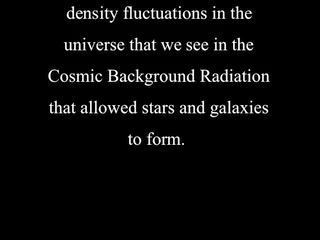 density fluctuations in the
universe that we see in the
Cosmic Background Radiation
that allowed stars and galaxies
to form.